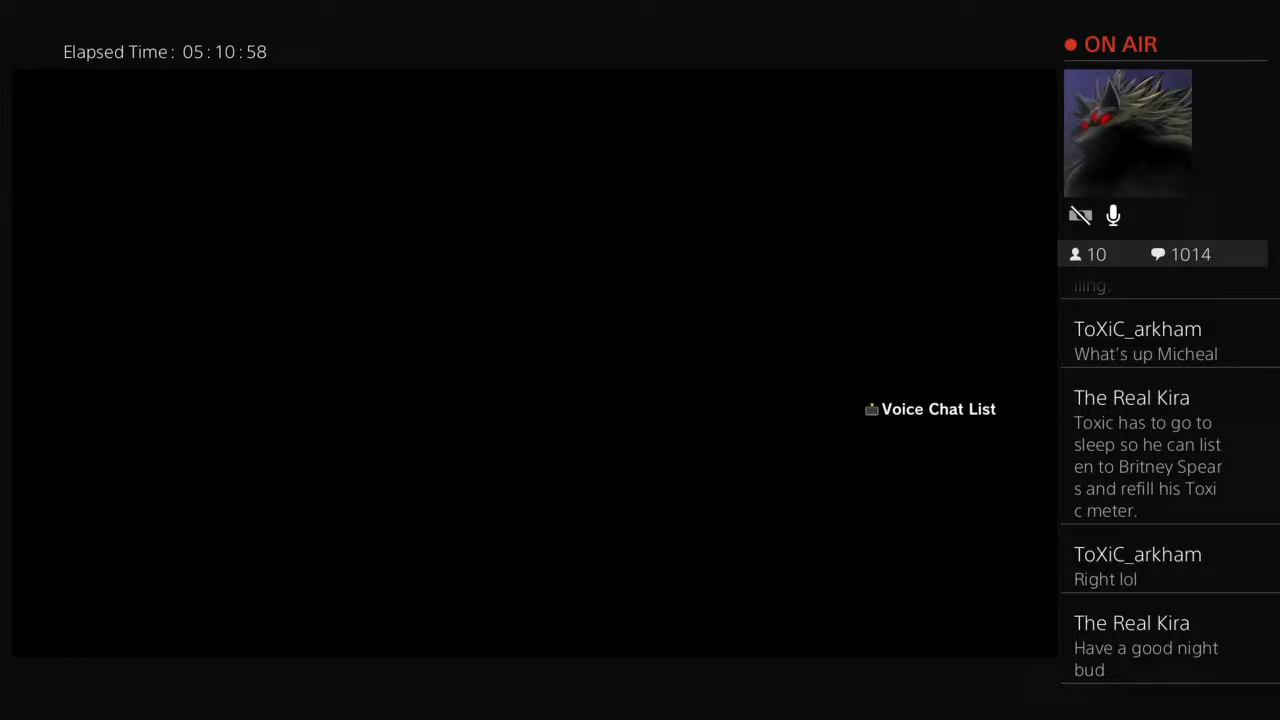 Elapsed Time: 05:10:58
ON AIR
10 1014
lling.
ToXiC_arkham
What's up Micheal
The Real Kira
Toxic has to go to
sleep so he can list
en to Britney Spear
s and refill his Toxi
c meter.
Voice Chat List
ToXiC_arkham
Right lol
The Real Kira
Have a good night
bud